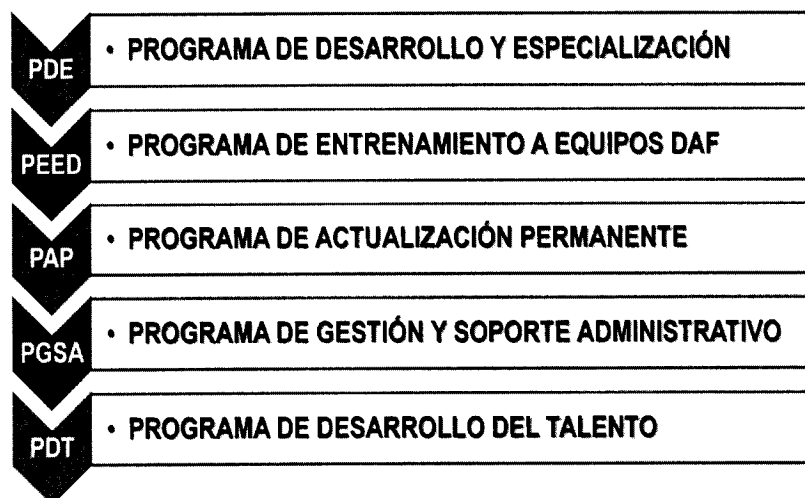 PDE
• PROGRAMA DE DESARROLLO Y ESPECIALIZACIÓN
PEED
• PROGRAMA DE ENTRENAMIENTO A EQUIPOS DAF
PAP
• PROGRAMA DE ACTUALIZACIÓN PERMANENTE
PGSA
• PROGRAMA DE GESTIÓN Y SOPORTE ADMINISTRATIVO
PDT
• PROGRAMA DE DESARROLLO DEL TALENTO